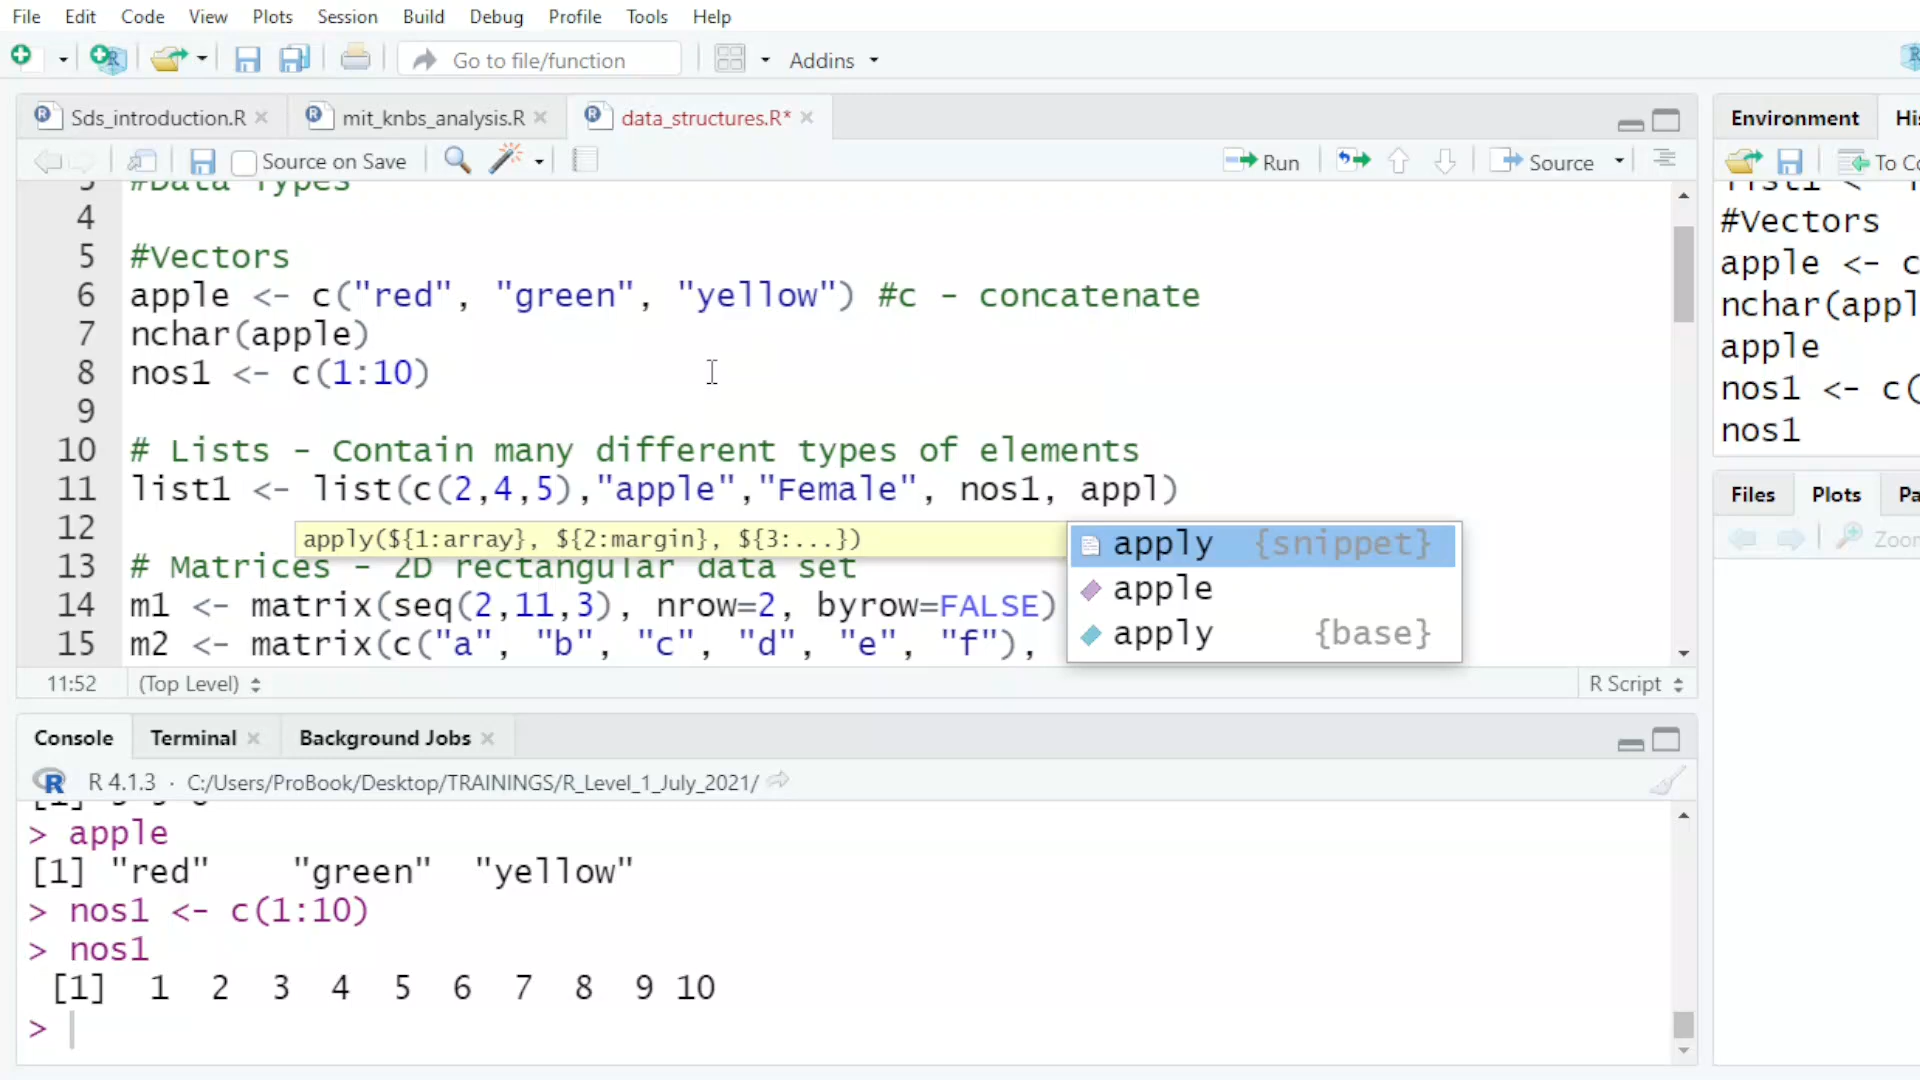 File Edit Code View Plots Session Build Debug Profile Tools Help
Go to file/function Addins
Sds_introduction.R mit_knbs_analysis.R data_structures.R*
Source on Save Run Source
#Data Types
4
5 #Vectors
6 apple <- c("red", "green", "yellow") #c - concatenate
7 nchar(apple)
8 nos1 <- c(1:10)
9
10 # Lists - Contain many different types of elements
11 list1 <- list(c(2,4,5),"apple","Female", nos1, appl)
12
apply(${1:array}, ${2:margin}, ${3:...})
apply {snippet}
apple
apply {base}
13 # Matrices - 2D rectangular data set
14 m1 <- matrix(seq(2,11,3), nrow=2, byrow=FALSE)
15 m2 <- matrix(c("a", "b", "c", "d", "e", "f"),
11:52 (Top Level) R Script
Console Terminal Background Jobs
R 4.1.3 · C:/Users/ProBook/Desktop/TRAININGS/R_Level_1_July_2021/
> apple
[1] "red" "green" "yellow"
> nos1 <- c(1:10)
> nos1
[1] 1 2 3 4 5 6 7 8 9 10
>
Environment His
To Co
#Vectors
apple <- c
nchar(appl
apple
nos1 <- c(
nos1
Files Plots Pa
Zoom